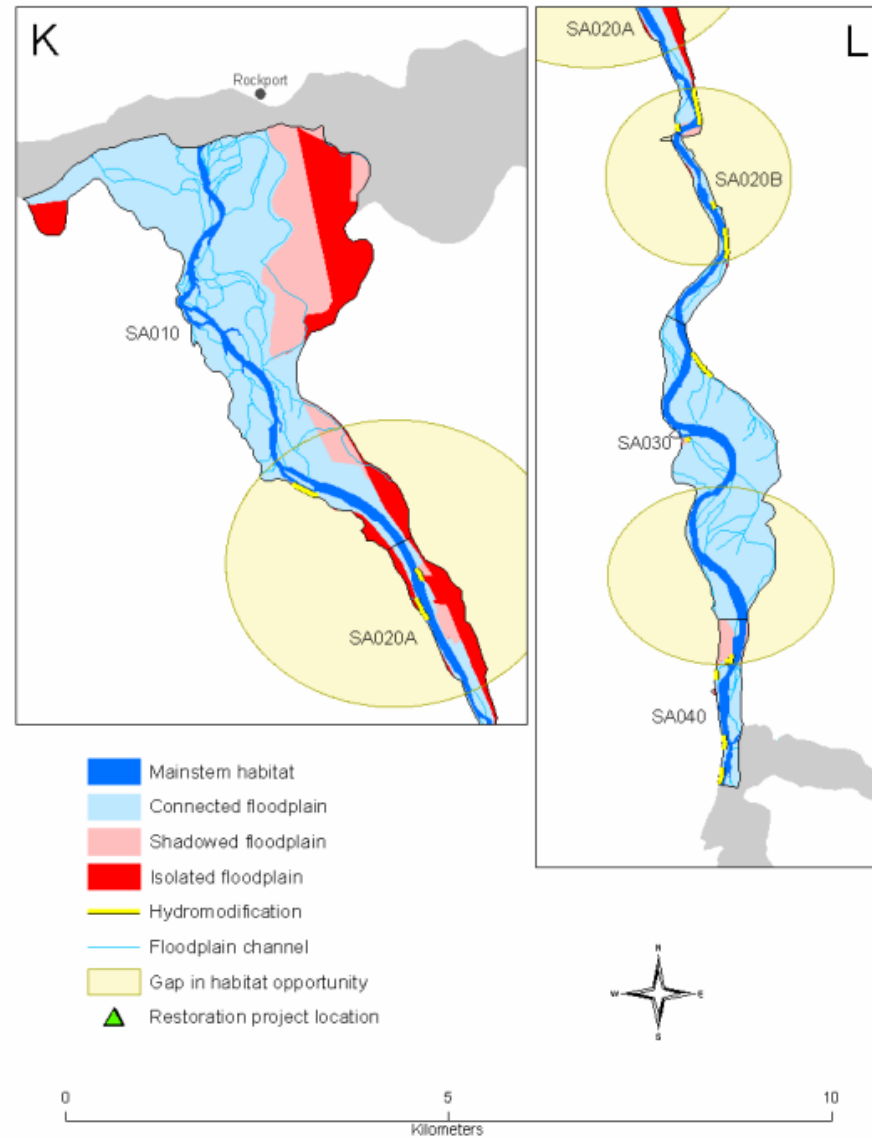 K
Rockport
SA010
SA020A
L
SA020A
SA020B
SA030
SA040
Mainstem habitat
Connected floodplain
Shadowed floodplain
Isolated floodplain
Hydromodification
Floodplain channel
Gap in habitat opportunity
Restoration project location
N
W
E
S
0
5
10
Kilometers